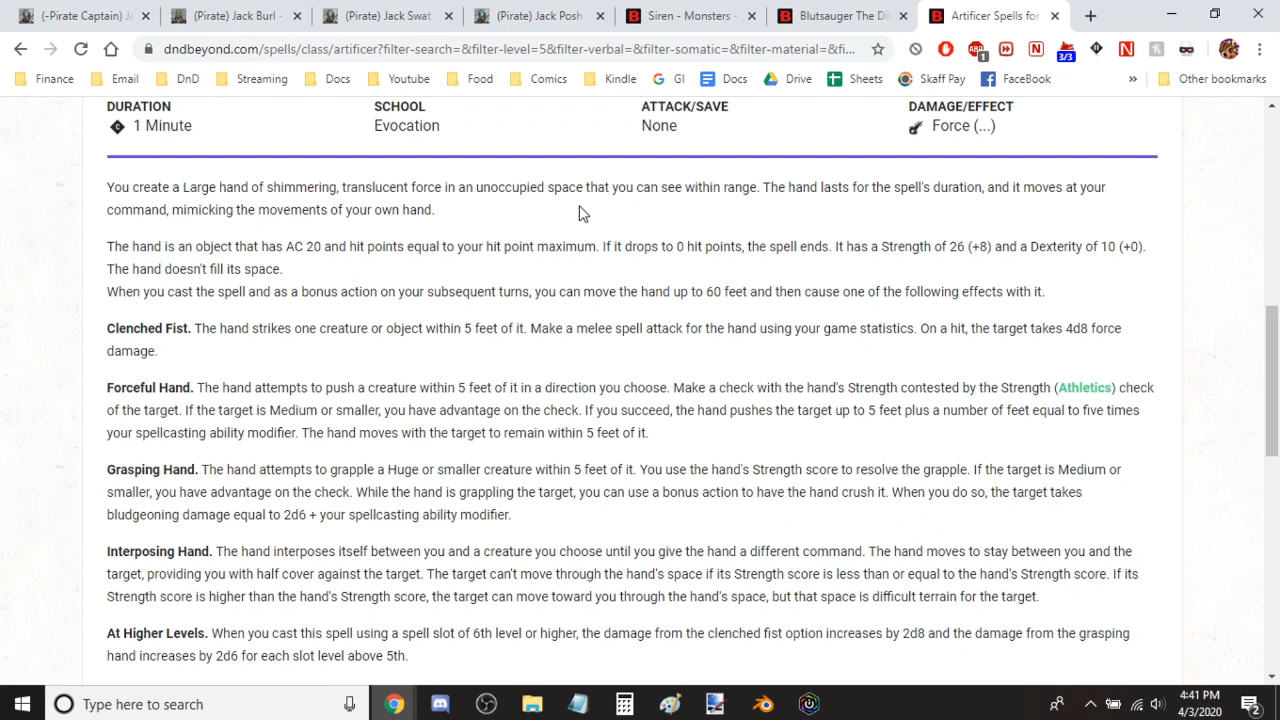 (-Pirate Captain) J
(Pirate) Jack Burl -
(Pirate) Jack Swat -
(Pirate) Jack Posh
Siren - Monsters -
Blutsauger The Di
Artificer Spells for
dndbeyond.com/spells/class/artificer?filter-search=&filter-level=5&filter-verbal=&filter-somatic=&filter-material=&fi...
1
3/3
Finance
Email
DnD
Streaming
Docs
Youtube
Food
Comics
Kindle
GI
Docs
Drive
Sheets
Skaff Pay
FaceBook
»
Other bookmarks
DURATION SCHOOL ATTACK/SAVE DAMAGE/EFFECT
C 1 Minute Evocation None Force (...)
You create a Large hand of shimmering, translucent force in an unoccupied space that you can see within range. The hand lasts for the spell's duration, and it moves at your
command, mimicking the movements of your own hand.
The hand is an object that has AC 20 and hit points equal to your hit point maximum. If it drops to 0 hit points, the spell ends. It has a Strength of 26 (+8) and a Dexterity of 10 (+0).
The hand doesn't fill its space.
When you cast the spell and as a bonus action on your subsequent turns, you can move the hand up to 60 feet and then cause one of the following effects with it.
Clenched Fist. The hand strikes one creature or object within 5 feet of it. Make a melee spell attack for the hand using your game statistics. On a hit, the target takes 4d8 force
damage.
Forceful Hand. The hand attempts to push a creature within 5 feet of it in a direction you choose. Make a check with the hand's Strength contested by the Strength (Athletics) check
of the target. If the target is Medium or smaller, you have advantage on the check. If you succeed, the hand pushes the target up to 5 feet plus a number of feet equal to five times
your spellcasting ability modifier. The hand moves with the target to remain within 5 feet of it.
Grasping Hand. The hand attempts to grapple a Huge or smaller creature within 5 feet of it. You use the hand's Strength score to resolve the grapple. If the target is Medium or
smaller, you have advantage on the check. While the hand is grappling the target, you can use a bonus action to have the hand crush it. When you do so, the target takes
bludgeoning damage equal to 2d6 + your spellcasting ability modifier.
Interposing Hand. The hand interposes itself between you and a creature you choose until you give the hand a different command. The hand moves to stay between you and the
target, providing you with half cover against the target. The target can't move through the hand's space if its Strength score is less than or equal to the hand's Strength score. If its
Strength score is higher than the hand's Strength score, the target can move toward you through the hand's space, but that space is difficult terrain for the target.
At Higher Levels. When you cast this spell using a spell slot of 6th level or higher, the damage from the clenched fist option increases by 2d8 and the damage from the grasping
hand increases by 2d6 for each slot level above 5th.
Type here to search
4:41 PM
4/3/2020
2